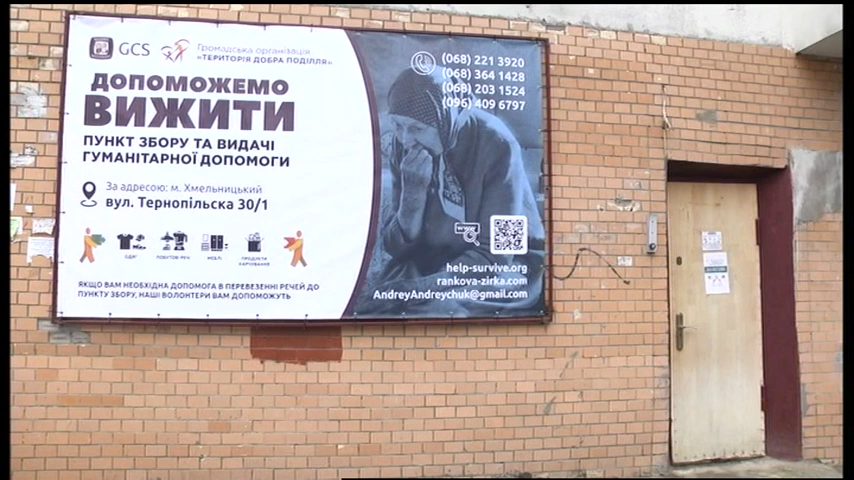 GCS
Громадська організація
«ТЕРИТОРІЯ ДОБРА ПОДІЛЛЯ»
ДОПОМОЖЕМО
ВИЖИТИ
ПУНКТ ЗБОРУ ТА ВИДАЧІ
ГУМАНІТАРНОЇ ДОПОМОГИ
За адресою: м. Хмельницький
вул. Тернопільска 30/1
ОДЯГ
ПОБУТОВІ РЕЧІ
МЕБЛІ
ПРОДУКТИ
ХАРЧУВАННЯ
ЯКЩО ВАМ НЕОБХІДНА ДОПОМОГА В ПЕРЕВЕЗЕННІ РЕЧЕЙ ДО
ПУНКТУ ЗБОРУ, НАШІ ВОЛОНТЕРИ ВАМ ДОПОМОЖУТЬ
(068) 221 3920
(068) 364 1428
(068) 203 1524
(096) 409 6797
www
help-survive.org
rankova-zirka.com
AndreyAndreychuk@gmail.com